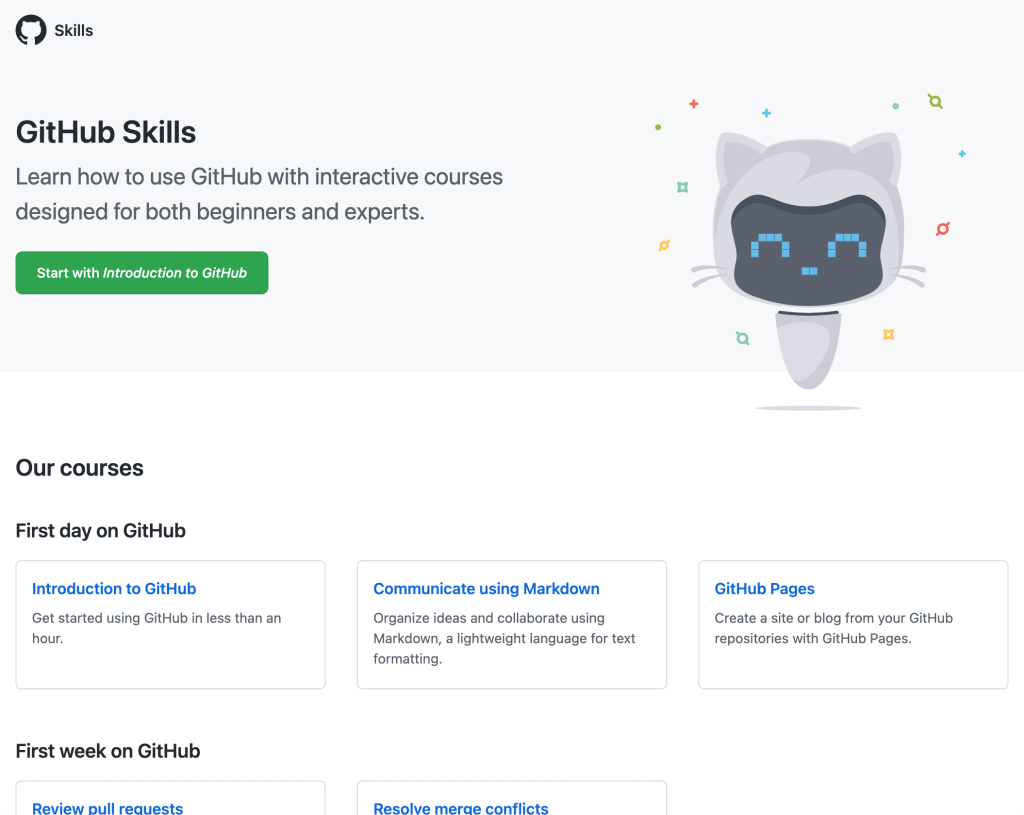 Skills
GitHub Skills
Learn how to use GitHub with interactive courses
designed for both beginners and experts.
Start with Introduction to GitHub
Our courses
First day on GitHub
Introduction to GitHub
Get started using GitHub in less than an
hour.
Communicate using Markdown
Organize ideas and collaborate using
Markdown, a lightweight language for text
formatting.
GitHub Pages
Create a site or blog from your GitHub
repositories with GitHub Pages.
First week on GitHub
Review pull requests
Resolve merge conflicts